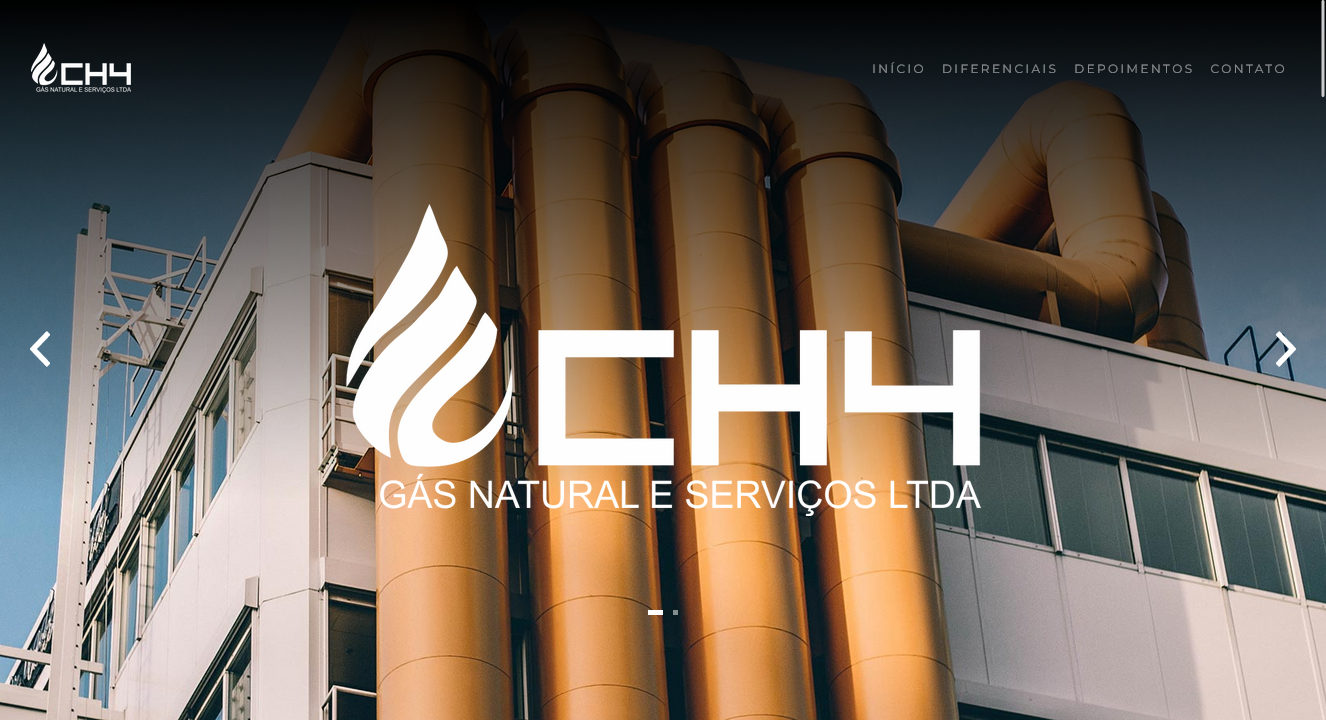 CH4
GÁS NATURAL E SERVIÇOS LTDA
INÍCIO DIFERENCIAIS DEPOIMENTOS CONTATO
CH4
GÁS NATURAL E SERVIÇOS LTDA